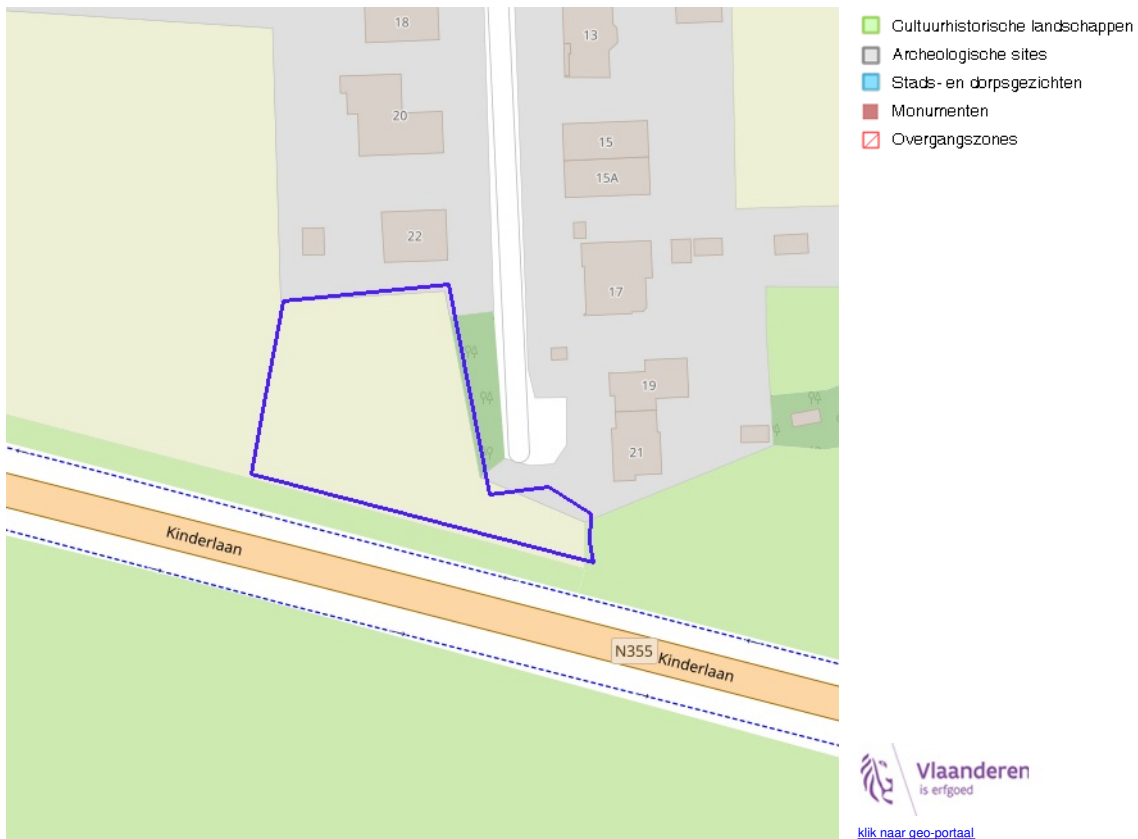 18
13
20
15
15A
22
17
19
21
Kinderlaan
N355
Kinderlaan
Cultuurhistorische landschappen
Archeologische sites
Stads- en dorpsgezichten
Monumenten
Overgangszones
Vlaanderen
is erfgoed
klik naar geo-portaal